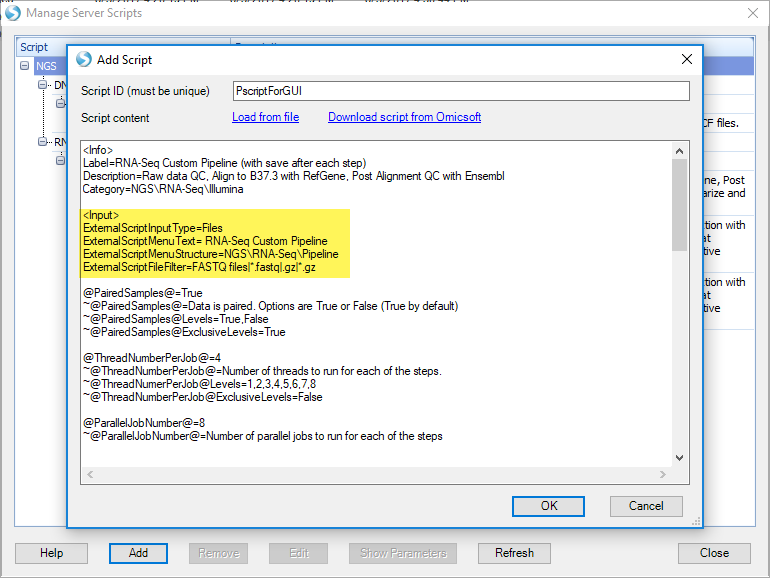 Manage Server Scripts
Script
NGS
Add Script
Script ID (must be unique)
PscriptForGUI
Script content
Load from file
Download script from Omicsoft
<Info>
Label=RNA-Seq Custom Pipeline (with save after each step)
Description=Raw data QC, Align to B37.3 with RefGene, Post Alignment QC with Ensembl
Category=NGS\RNA-Seq\Illumina
<Input>
ExternalScriptInputType=Files
ExternalScriptMenuText= RNA-Seq Custom Pipeline
ExternalScriptMenuStructure=NGS\RNA-Seq\Pipeline
ExternalScriptFileFilter=FASTQ files|*.fastq|.gz|*.gz
@PairedSamples@=True
~@PairedSamples@=Data is paired. Options are True or False (True by default)
~@PairedSamples@Levels=True,False
~@PairedSamples@ExclusiveLevels=True
@ThreadNumberPerJob@=4
~@ThreadNumberPerJob@=Number of threads to run for each of the steps.
~@ThreadNumerPerJob@Levels=1,2,3,4,5,6,7,8
~@ThreadNumberPerJob@ExclusiveLevels=False
@ParallelJobNumber@=8
~@ParallelJobNumber@=Number of parallel jobs to run for each of the steps
OK
Cancel
DN
RN
CF files.
ne, Post
arize and
ction with
at
ative
ction with
at
ative
Help
Add
Remove
Edit
Show Parameters
Refresh
Close